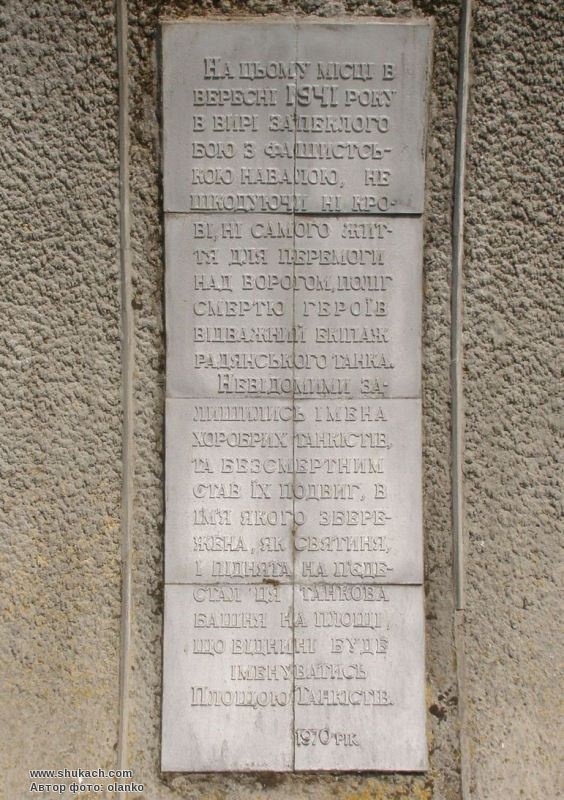 На цьому місці в
вересні 1941 року
в вирі запеклого
бою з фашистсь-
кою навалою, не
шкодуючи ні кро-
ві, ні самого жит-
тя для перемоги
над ворогом, поліг
смертю героїв
відважний екіпаж
радянського танка.
Невідомими за-
лишились імена
хоробрих танкістів,
та безсмертним
став їх подвиг, в
ім'я якого збере-
жена, як святиня,
і піднята на п'єде-
стал ця танкова
башня на площі,
що віднині буде
іменуватись
Площою Танкістів.
1970 рік
www.shukach.com
Автор фото: olanko